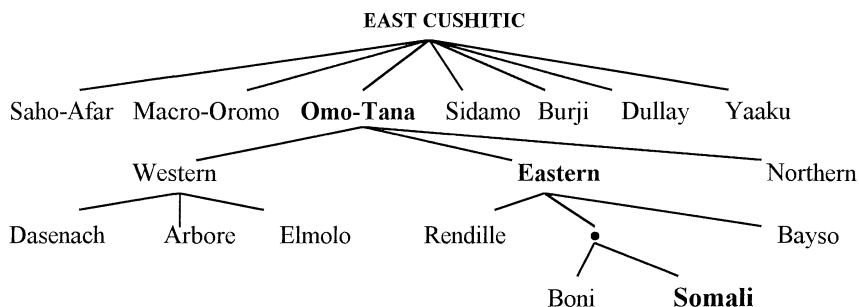 EAST CUSHITIC
Saho-Afar Macro-Oromo Omo-Tana Sidamo Burji Dullay Yaaku
Western Eastern Northern
Dasenach Arbore Elmolo Rendille Bayso
Boni Somali